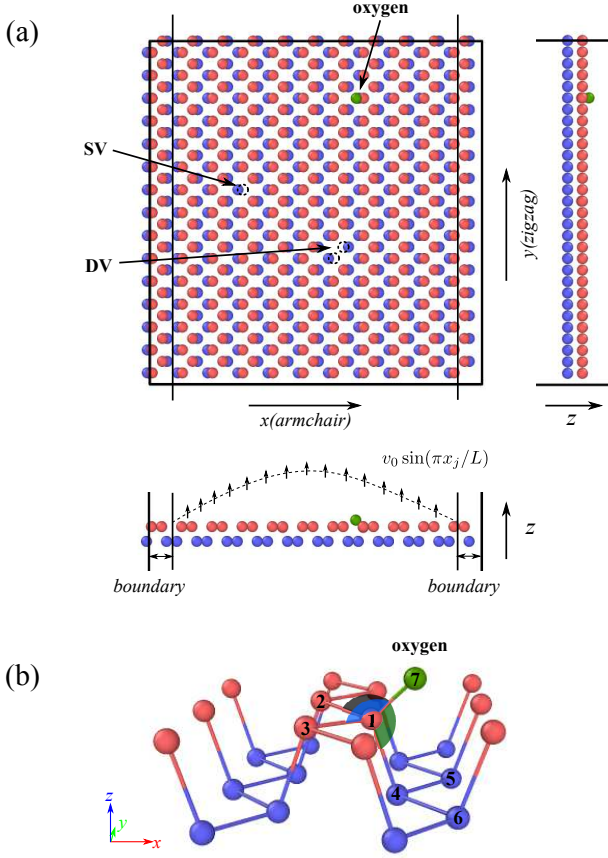 (a)
oxygen
SV
DV
y(zigzag)
x(armchair)
z
v₀ sin(πxⱼ/L)
z
boundary
boundary
(b)
oxygen
7
2
1
3
5
4
6
z
y
x